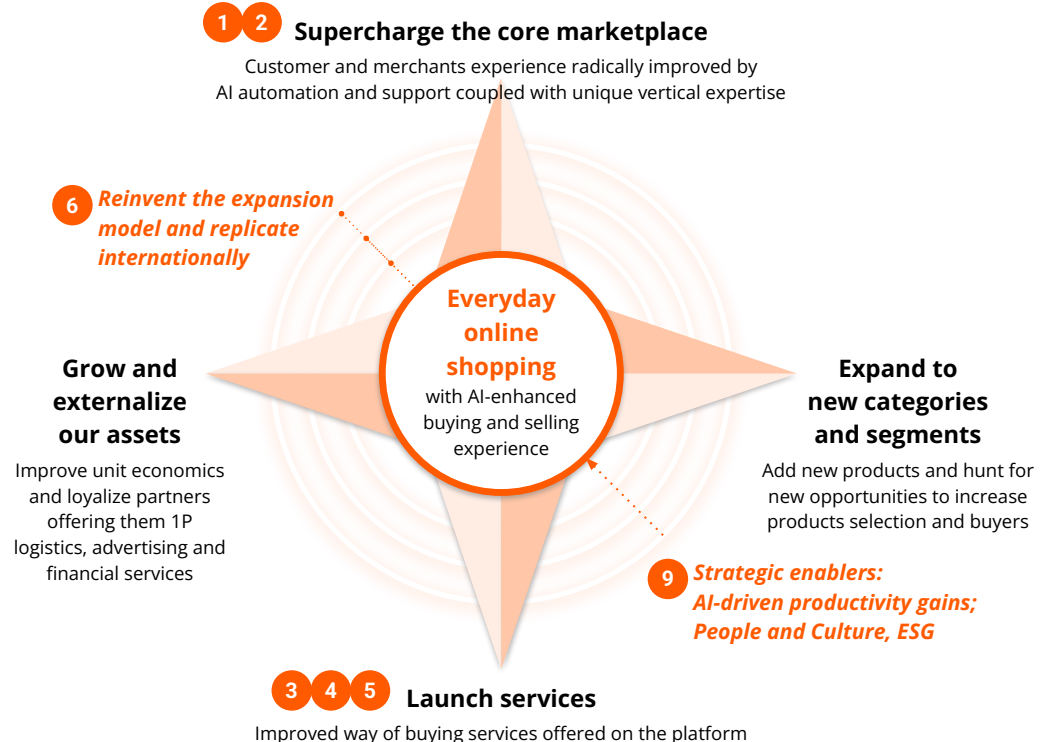 1 2 Supercharge the core marketplace
Customer and merchants experience radically improved by
AI automation and support coupled with unique vertical expertise
6 Reinvent the expansion
model and replicate
internationally
Everyday
online
shopping
with AI-enhanced
buying and selling
experience
Grow and
externalize
our assets
Improve unit economics
and loyalize partners
offering them 1P
logistics, advertising and
financial services
Expand to
new categories
and segments
Add new products and hunt for
new opportunities to increase
products selection and buyers
9 Strategic enablers:
AI-driven productivity gains;
People and Culture, ESG
3 4 5 Launch services
Improved way of buying services offered on the platform